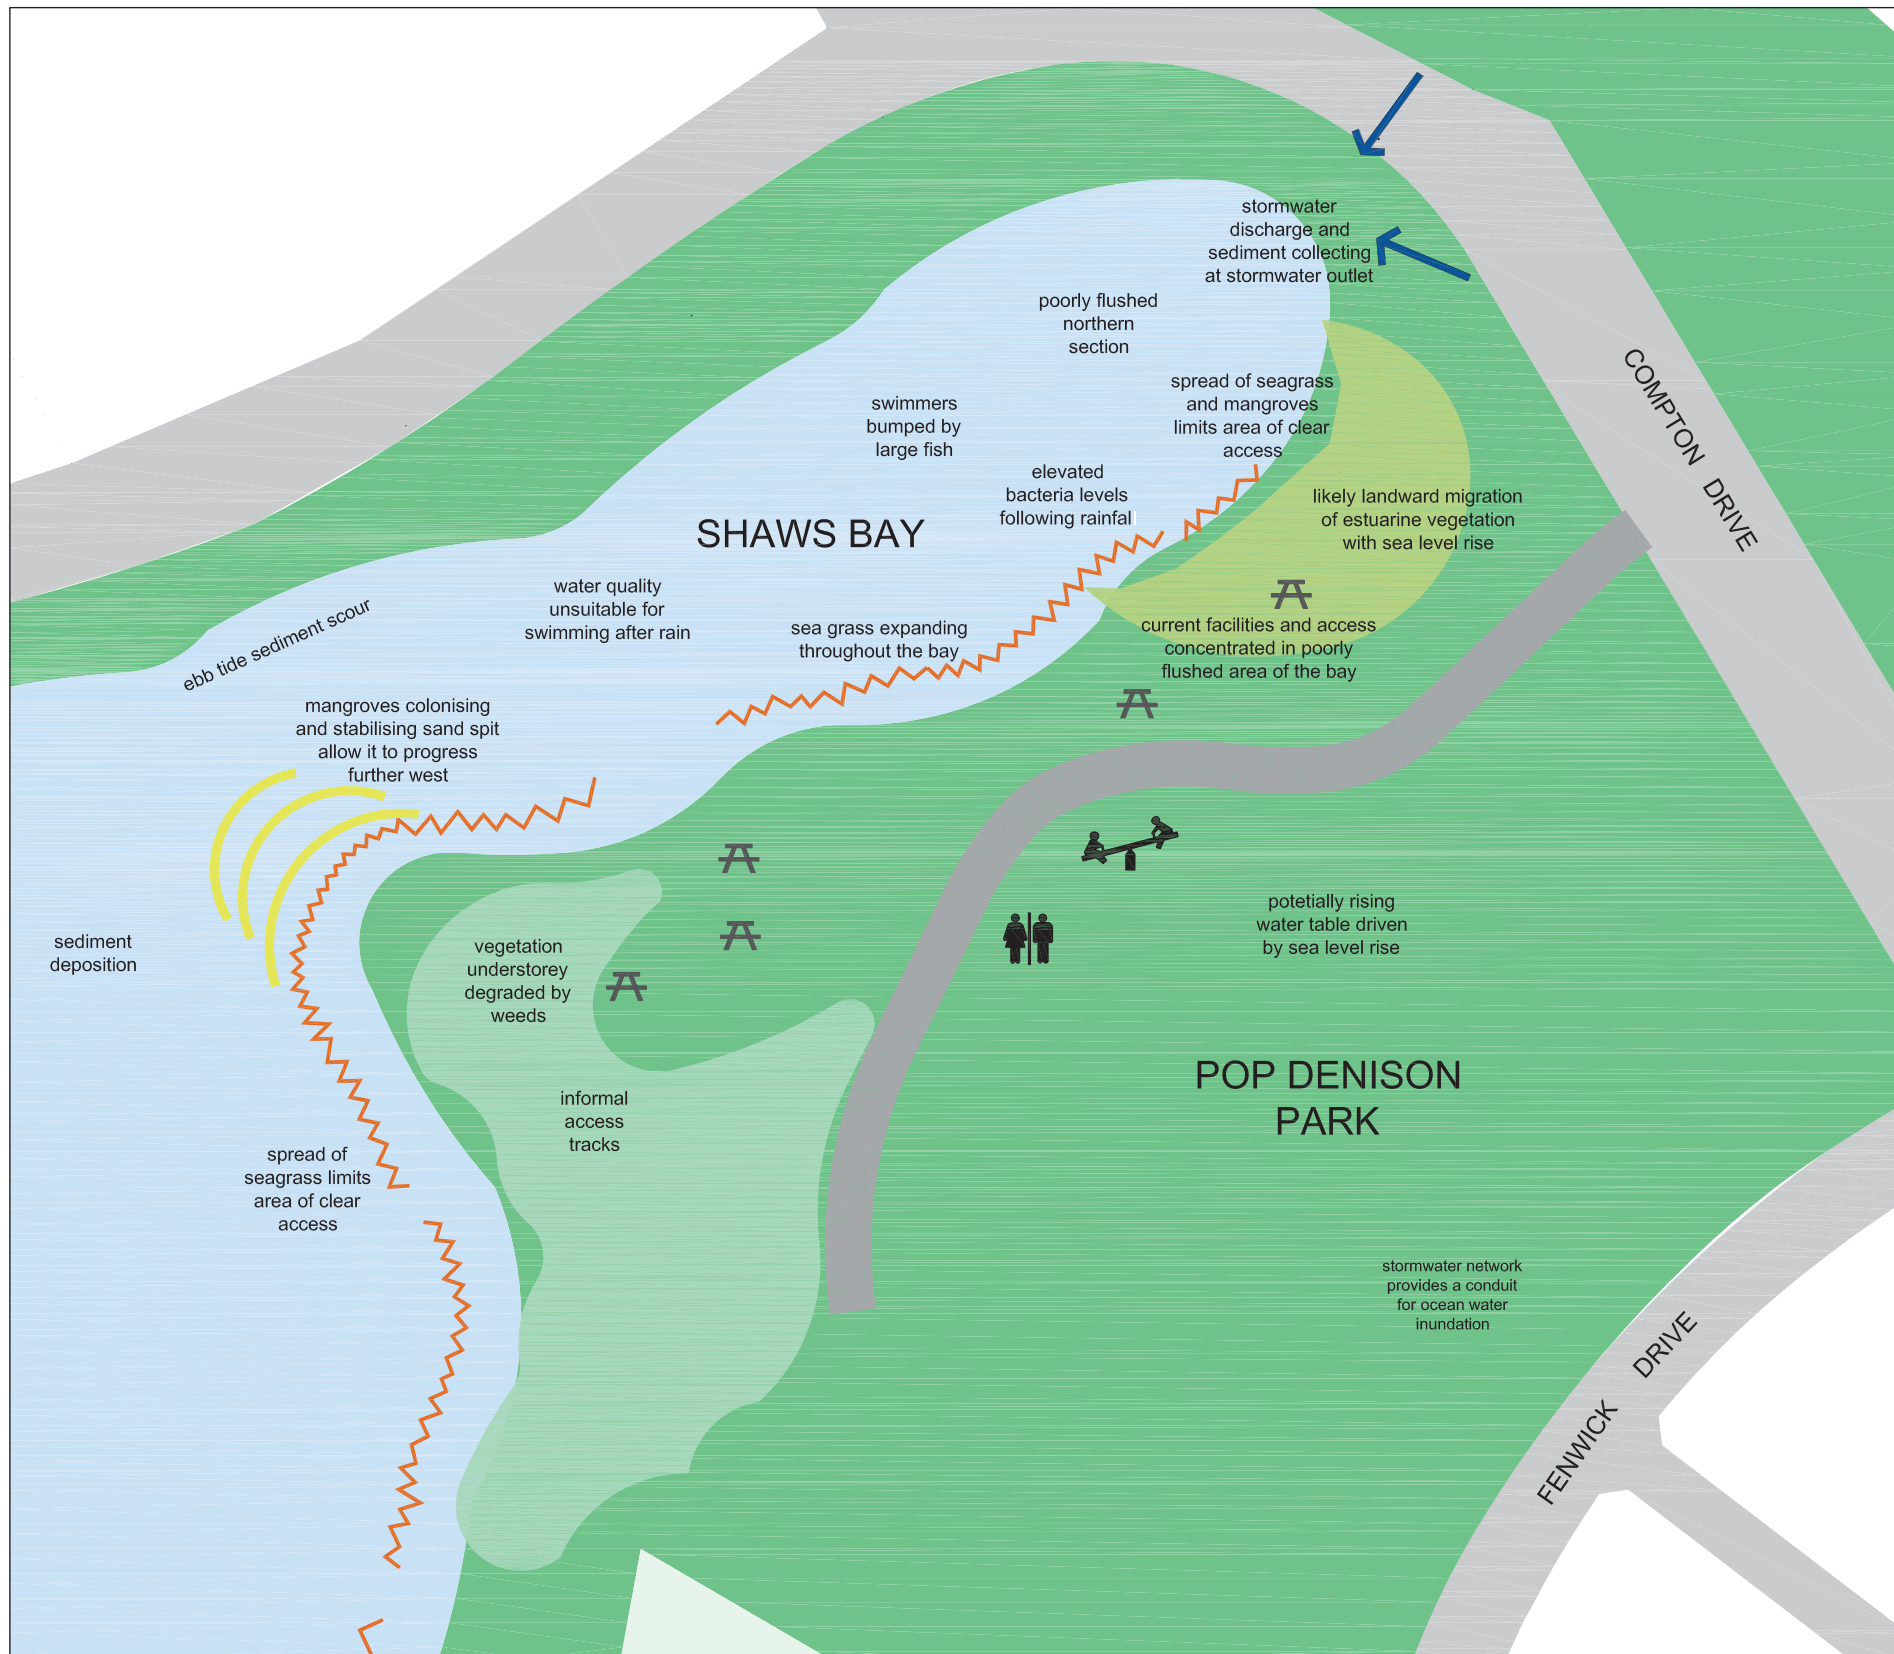 stormwater
discharge and
sediment collecting
at stormwater outlet
poorly flushed
northern
section
COMPTON DRIVE
spread of seagrass
and mangroves
limits area of clear
access
swimmers
bumped by
large fish
elevated
bacteria levels
following rainfall
likely landward migration
of estuarine vegetation
with sea level rise
SHAWS BAY
water quality
unsuitable for
swimming after rain
ebb tide sediment scour
sea grass expanding
throughout the bay
current facilities and access
concentrated in poorly
flushed area of the bay
mangroves colonising
and stabilising sand spit
allow it to progress
further west
sediment
deposition
vegetation
understorey
degraded by
weeds
potetially rising
water table driven
by sea level rise
POP DENISON
PARK
informal
access
tracks
spread of
seagrass limits
area of clear
access
stormwater network
provides a conduit
for ocean water
inundation
FENWICK DRIVE